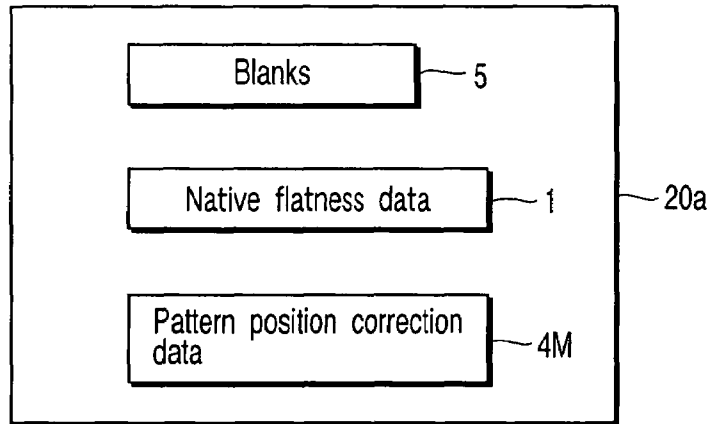 Blanks 5
Native flatness data 1
20a
Pattern position correction
data
4M